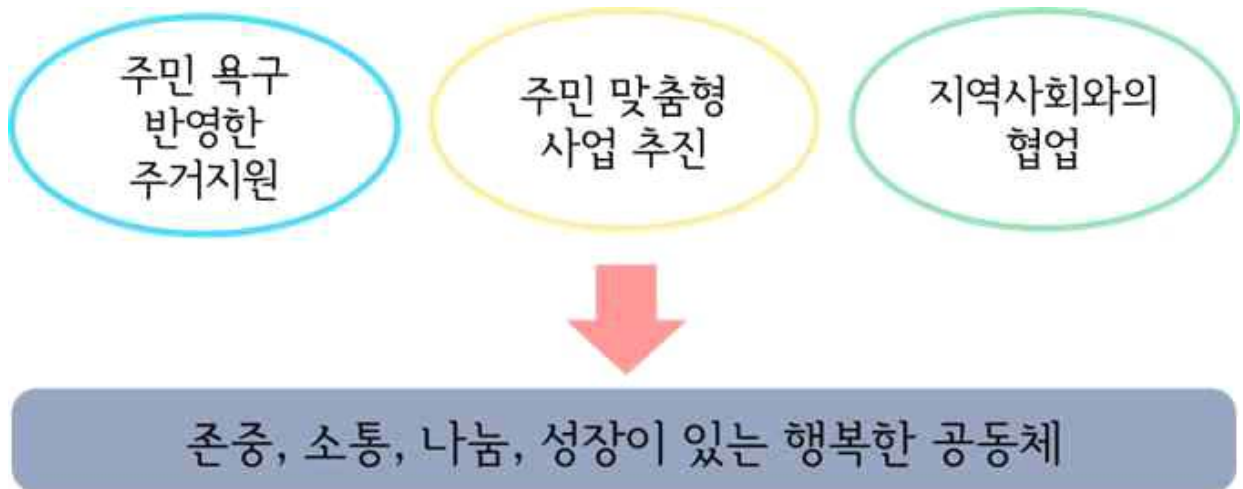 주민 욕구
반영한
주거지원
주민 맞춤형
사업 추진
지역사회와의
협업
존중, 소통, 나눔, 성장이 있는 행복한 공동체